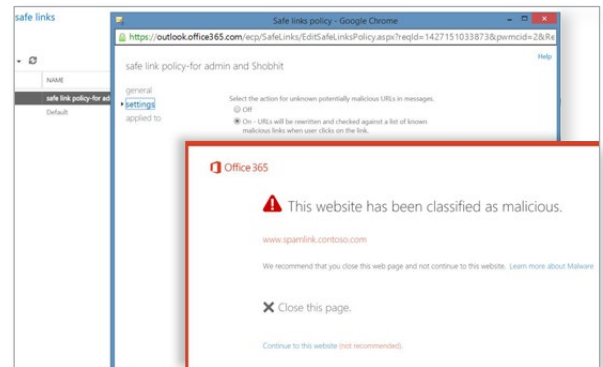 safe links
NAME
safe link policy-for ad
Default
Safe links policy - Google Chrome
https://outlook.office365.com/ecp/SafeLinks/EditSafeLinksPolicy.aspx?reqId=1427151033873&pwmcid=2&Re
Help
safe link policy-for admin and Shobhit
general
settings
applied to
Select the action for unknown potentially malicious URLs in messages.
Off
On - URLs will be rewritten and checked against a list of known
malicious links when user clicks on the link.
Office 365
This website has been classified as malicious.
www.spamlink.contoso.com
We recommend that you close this web page and not continue to this website. Learn more about Malware
Close this page.
Continue to this website (not recommended).